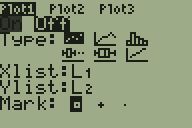 Plot1 Plot2 Plot3
On Off
Type:
Xlist:L1
Ylist:L2
Mark: □ + ·